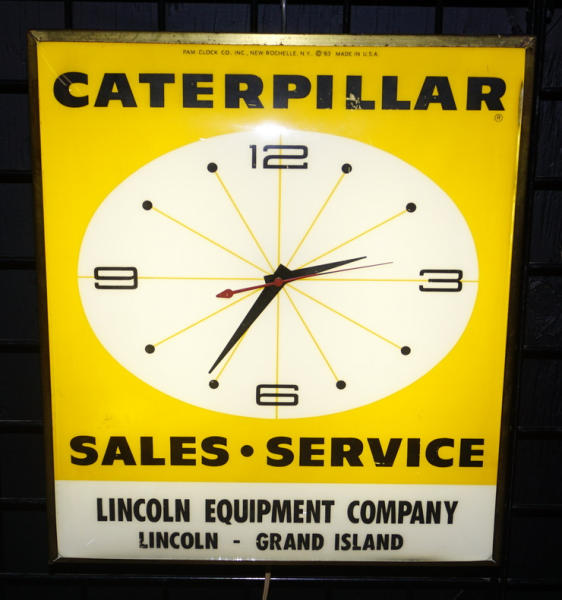 PAM CLOCK CO. INC., NEW ROCHELLE, N.Y. © '63 MADE IN U.S.A.
CATERPILLAR®
12
9
3
6
SALES • SERVICE
LINCOLN EQUIPMENT COMPANY
LINCOLN - GRAND ISLAND